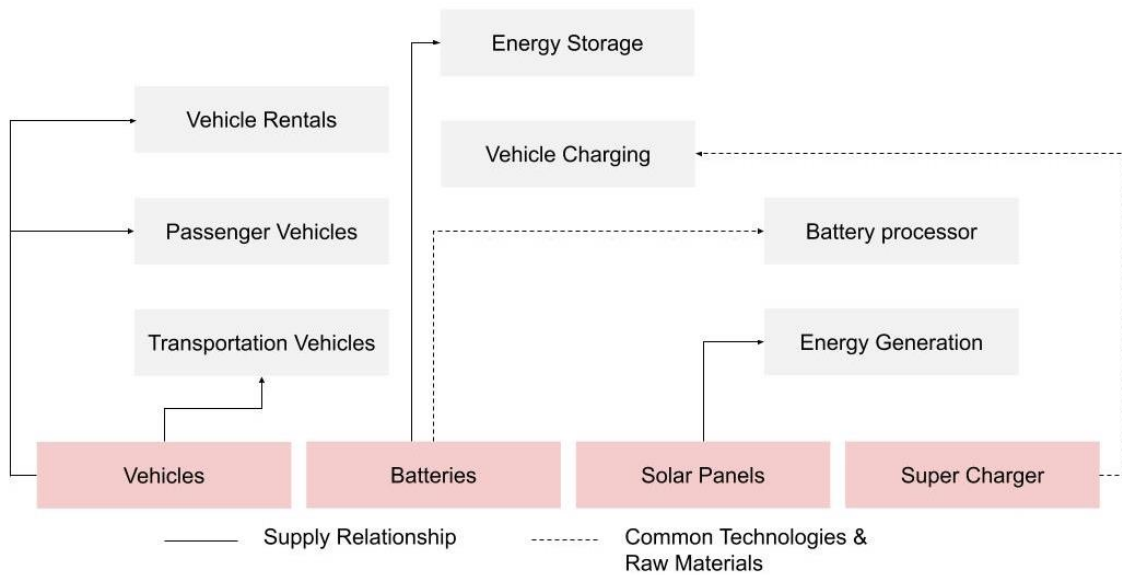 Energy Storage
Vehicle Rentals
Vehicle Charging
Passenger Vehicles
Battery processor
Transportation Vehicles
Energy Generation
Vehicles
Batteries
Solar Panels
Super Charger
Supply Relationship
Common Technologies &
Raw Materials